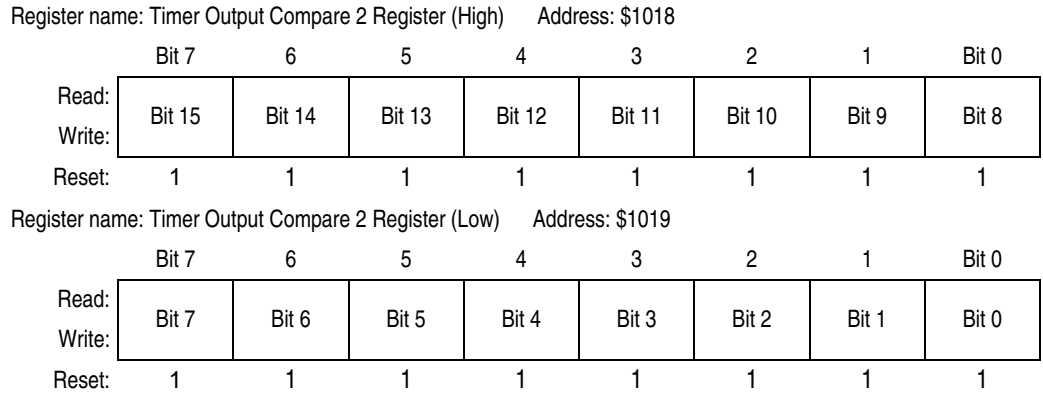 Register name: Timer Output Compare 2 Register (High) Address: $1018
Bit 7 6 5 4 3 2 1 Bit 0
Read:
Bit 15 Bit 14 Bit 13 Bit 12 Bit 11 Bit 10 Bit 9 Bit 8
Write:
Reset: 1 1 1 1 1 1 1 1
Register name: Timer Output Compare 2 Register (Low) Address: $1019
Bit 7 6 5 4 3 2 1 Bit 0
Read:
Bit 7 Bit 6 Bit 5 Bit 4 Bit 3 Bit 2 Bit 1 Bit 0
Write:
Reset: 1 1 1 1 1 1 1 1